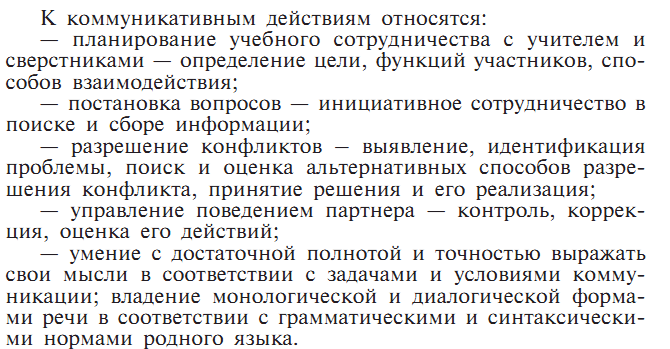 К коммуникативным действиям относятся:
— планирование учебного сотрудничества с учителем и
сверстниками — определение цели, функций участников, спо-
собов взаимодействия;
— постановка вопросов — инициативное сотрудничество в
поиске и сборе информации;
— разрешение конфликтов — выявление, идентификация
проблемы, поиск и оценка альтернативных способов разре-
шения конфликта, принятие решения и его реализация;
— управление поведением партнера — контроль, коррек-
ция, оценка его действий;
— умение с достаточной полнотой и точностью выражать
свои мысли в соответствии с задачами и условиями комму-
никации; владение монологической и диалогической форма-
ми речи в соответствии с грамматическими и синтаксически-
ми нормами родного языка.